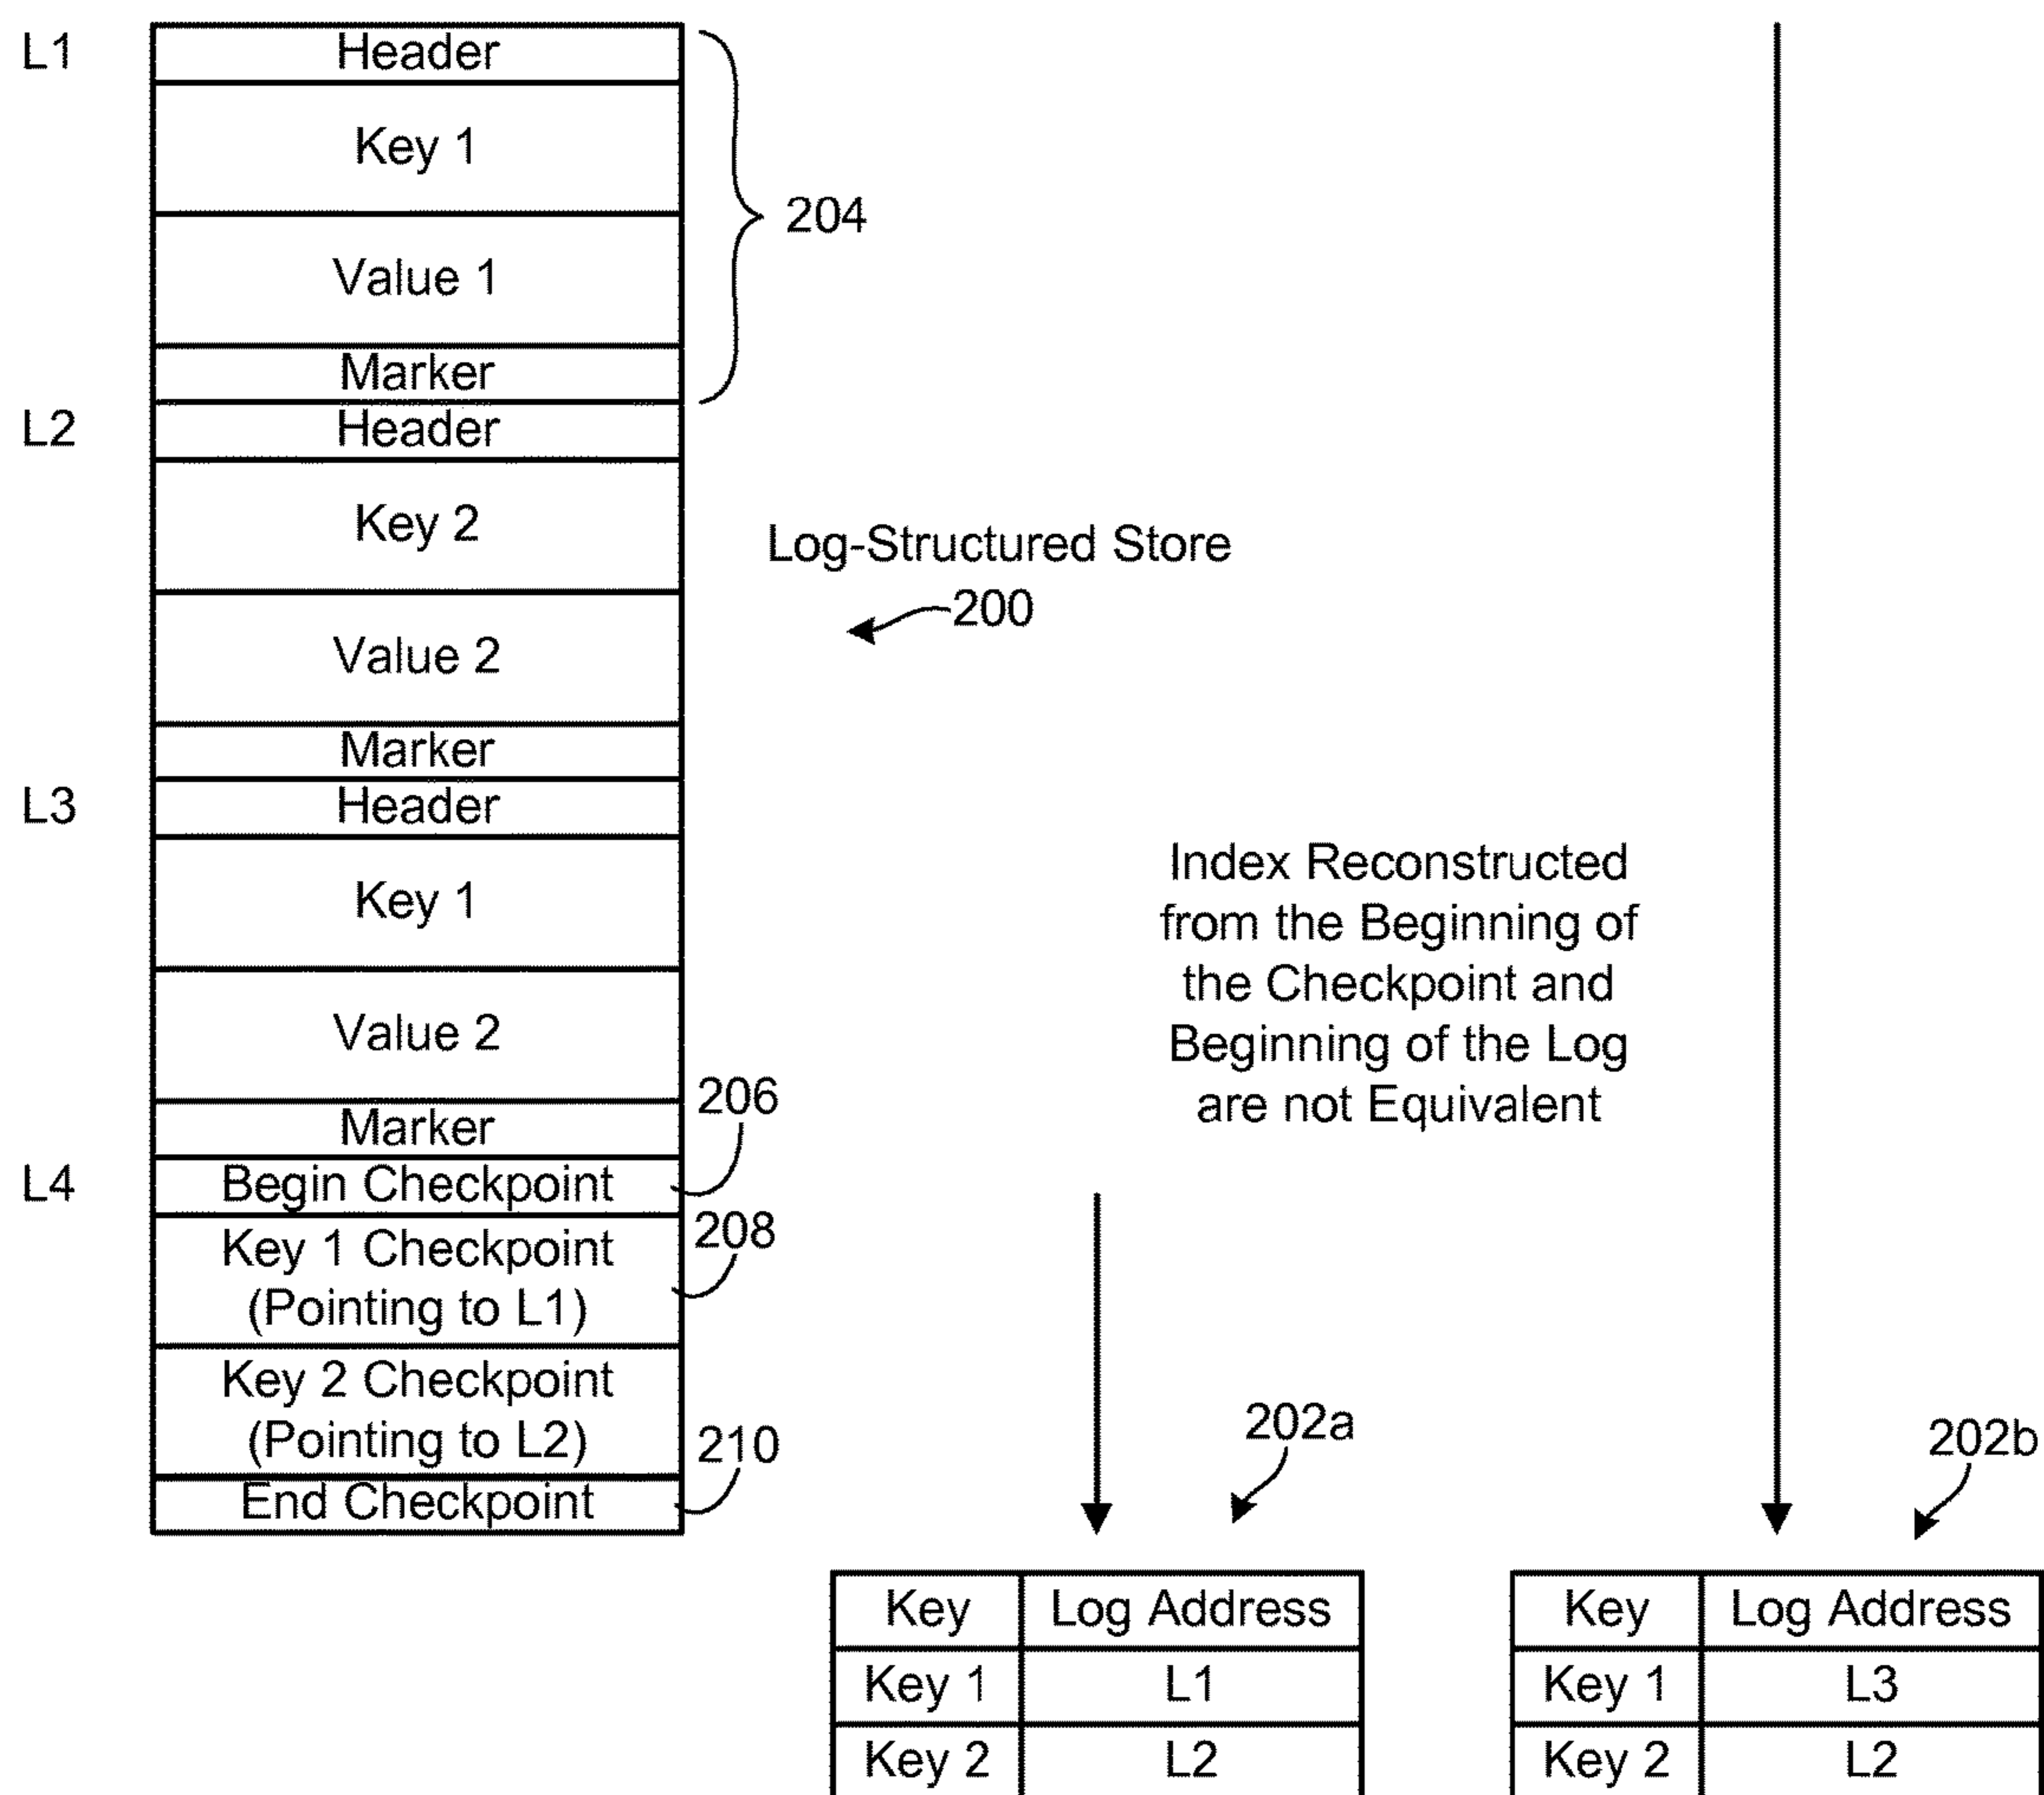 L1
Header
Key 1
Value 1
Marker
204
L2
Header
Key 2
Value 2
Marker
Log-Structured Store
200
L3
Header
Key 1
Value 2
Marker
206
Index Reconstructed
from the Beginning of
the Checkpoint and
Beginning of the Log
are not Equivalent
L4
Begin Checkpoint
Key 1 Checkpoint
(Pointing to L1)
208
Key 2 Checkpoint
(Pointing to L2)
210
End Checkpoint
202a
202b
Key Log Address
Key 1 L1
Key 2 L2
Key Log Address
Key 1 L3
Key 2 L2